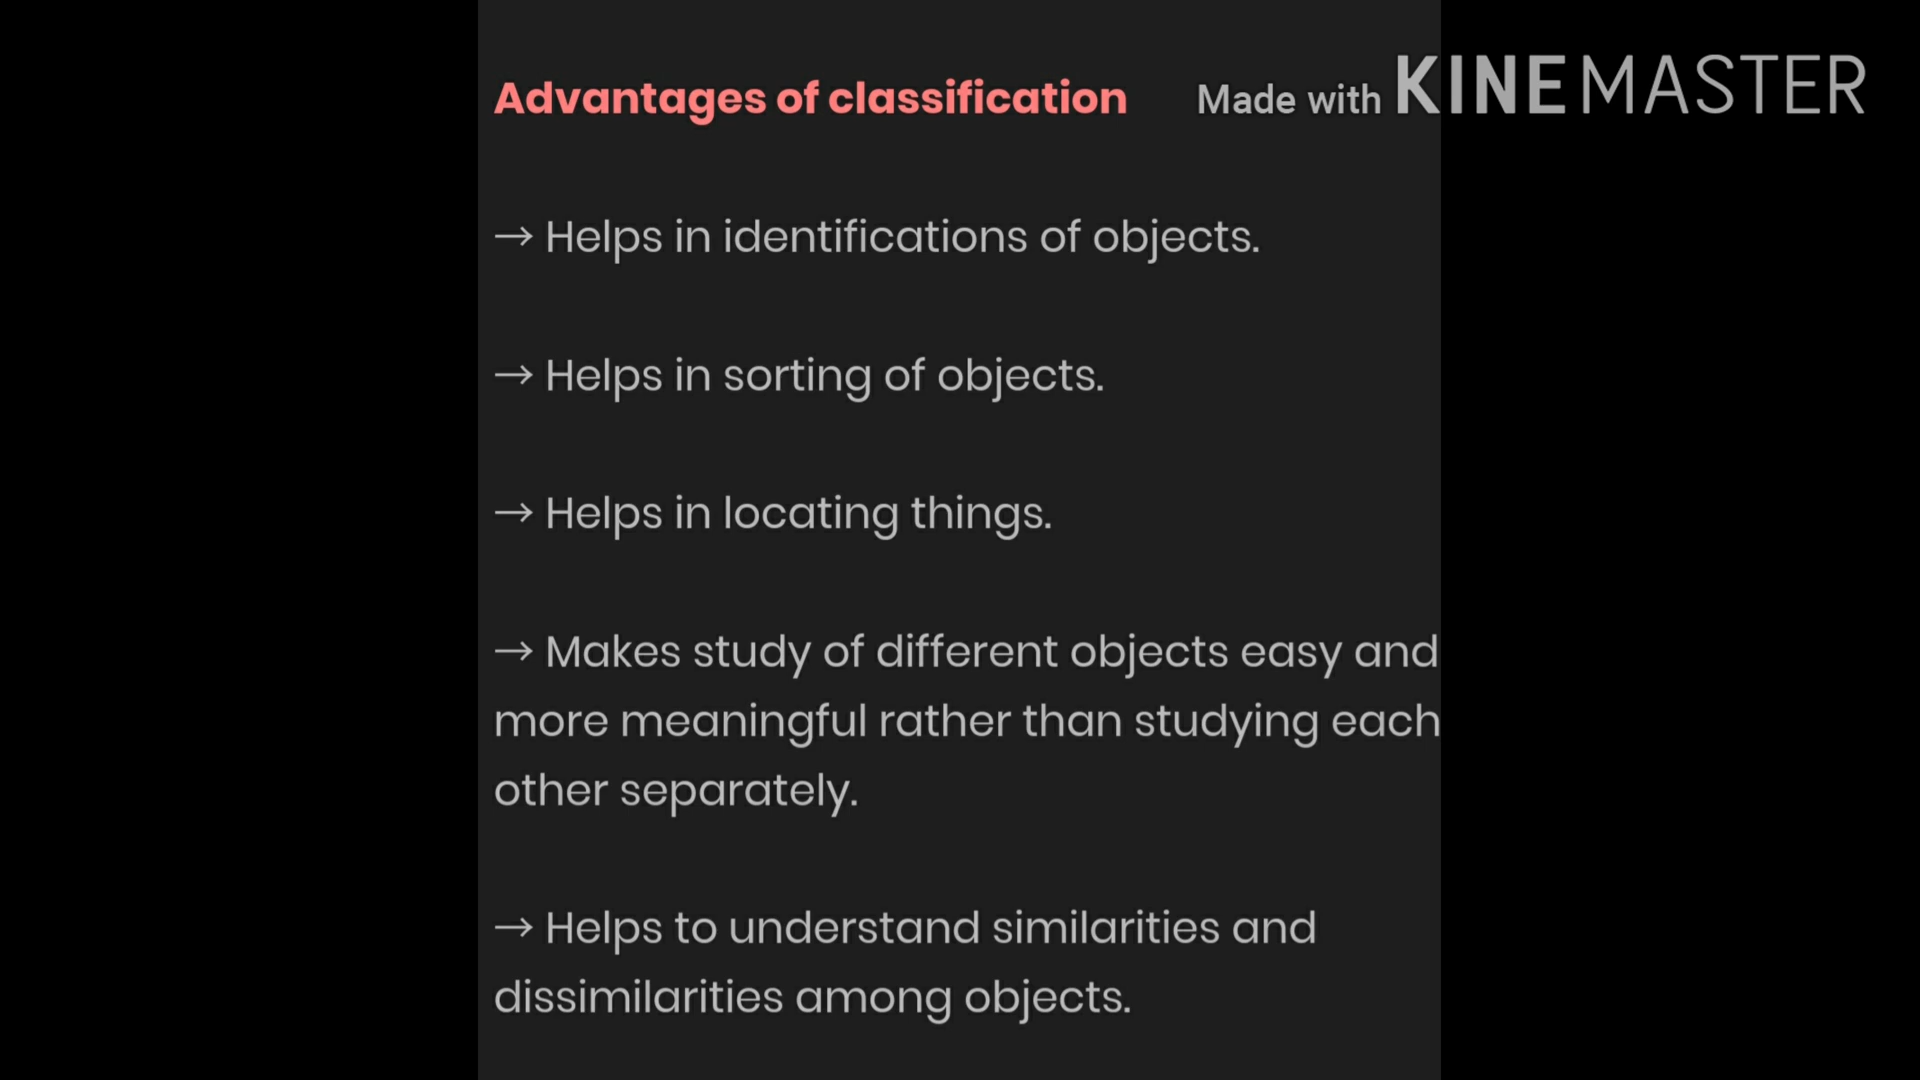 Advantages of classification
Made with KINEMASTER
→ Helps in identifications of objects.
→ Helps in sorting of objects.
→ Helps in locating things.
→ Makes study of different objects easy and
more meaningful rather than studying each
other separately.
→ Helps to understand similarities and
dissimilarities among objects.